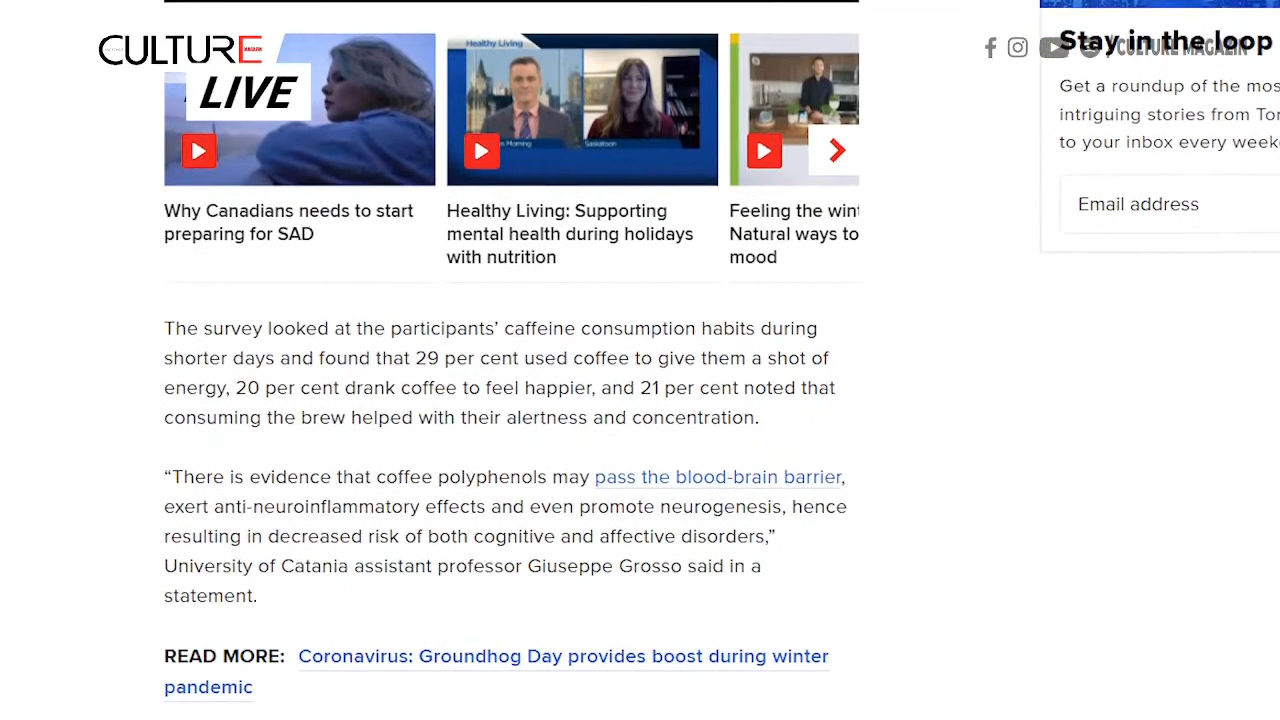 CULTURE
MAGAZIN
LIVE
Healthy Living
Saskatoon
Morning
Why Canadians needs to start
preparing for SAD
Healthy Living: Supporting
mental health during holidays
with nutrition
Feeling the win
Natural ways to
mood
Stay in the loop
/CULTURE MAGAZIN
Get a roundup of the mos
intriguing stories from Tor
to your inbox every week
Email address
The survey looked at the participants’ caffeine consumption habits during
shorter days and found that 29 per cent used coffee to give them a shot of
energy, 20 per cent drank coffee to feel happier, and 21 per cent noted that
consuming the brew helped with their alertness and concentration.
“There is evidence that coffee polyphenols may pass the blood-brain barrier,
exert anti-neuroinflammatory effects and even promote neurogenesis, hence
resulting in decreased risk of both cognitive and affective disorders,”
University of Catania assistant professor Giuseppe Grosso said in a
statement.
READ MORE: Coronavirus: Groundhog Day provides boost during winter
pandemic